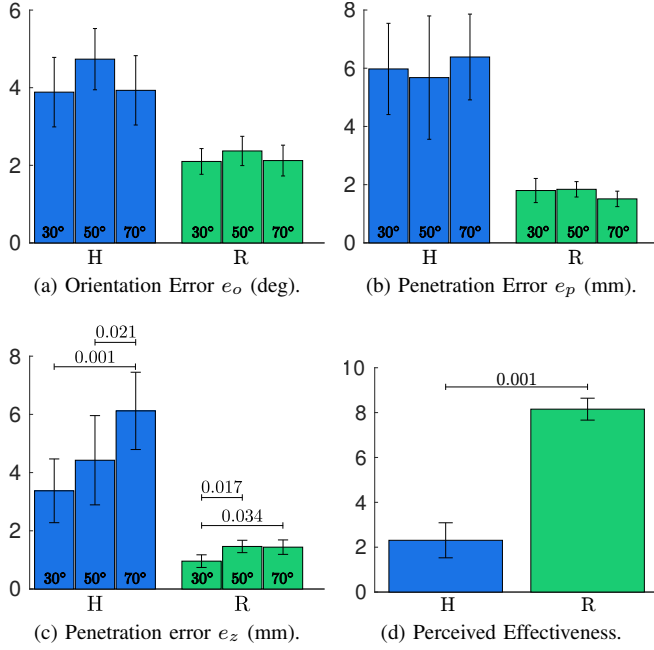 6
4
2
0
30° 50° 70°
30° 50° 70°
H
R
(a) Orientation Error e_o (deg).
8
6
4
2
0
30° 50° 70°
30° 50° 70°
H
R
(b) Penetration Error e_p (mm).
8
6
4
2
0
0.021
0.001
0.017
0.034
30° 50° 70°
30° 50° 70°
H
R
(c) Penetration error e_z (mm).
10
8
6
4
2
0
0.001
H
R
(d) Perceived Effectiveness.